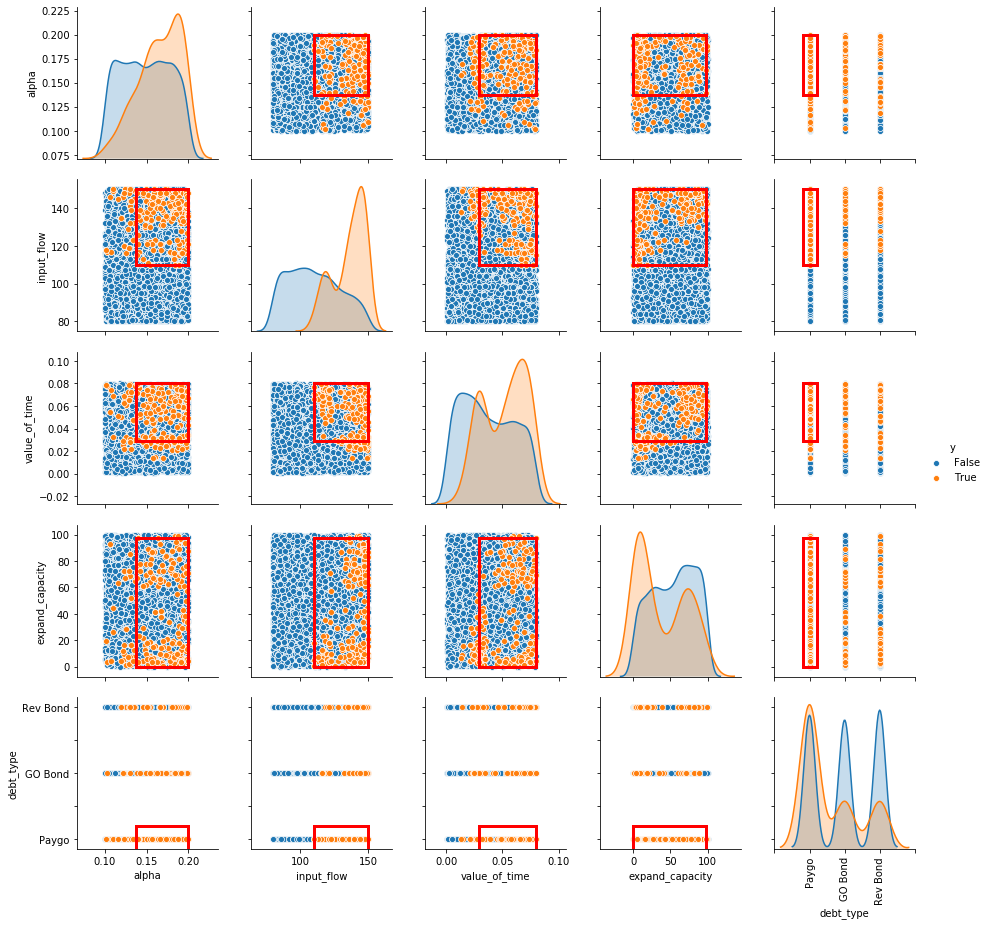 0.225
0.200
0.175
0.150
0.125
0.100
0.075
alpha
140
120
100
80
input_flow
0.10
0.08
0.06
0.04
0.02
0.00
−0.02
value_of_time
y
False
True
100
80
60
40
20
0
expand_capacity
Rev Bond
GO Bond
Paygo
debt_type
0.10 0.15 0.20
alpha
100 150
input_flow
0.00 0.05 0.10
value_of_time
0 50 100
expand_capacity
Paygo
GO Bond
Rev Bond
debt_type